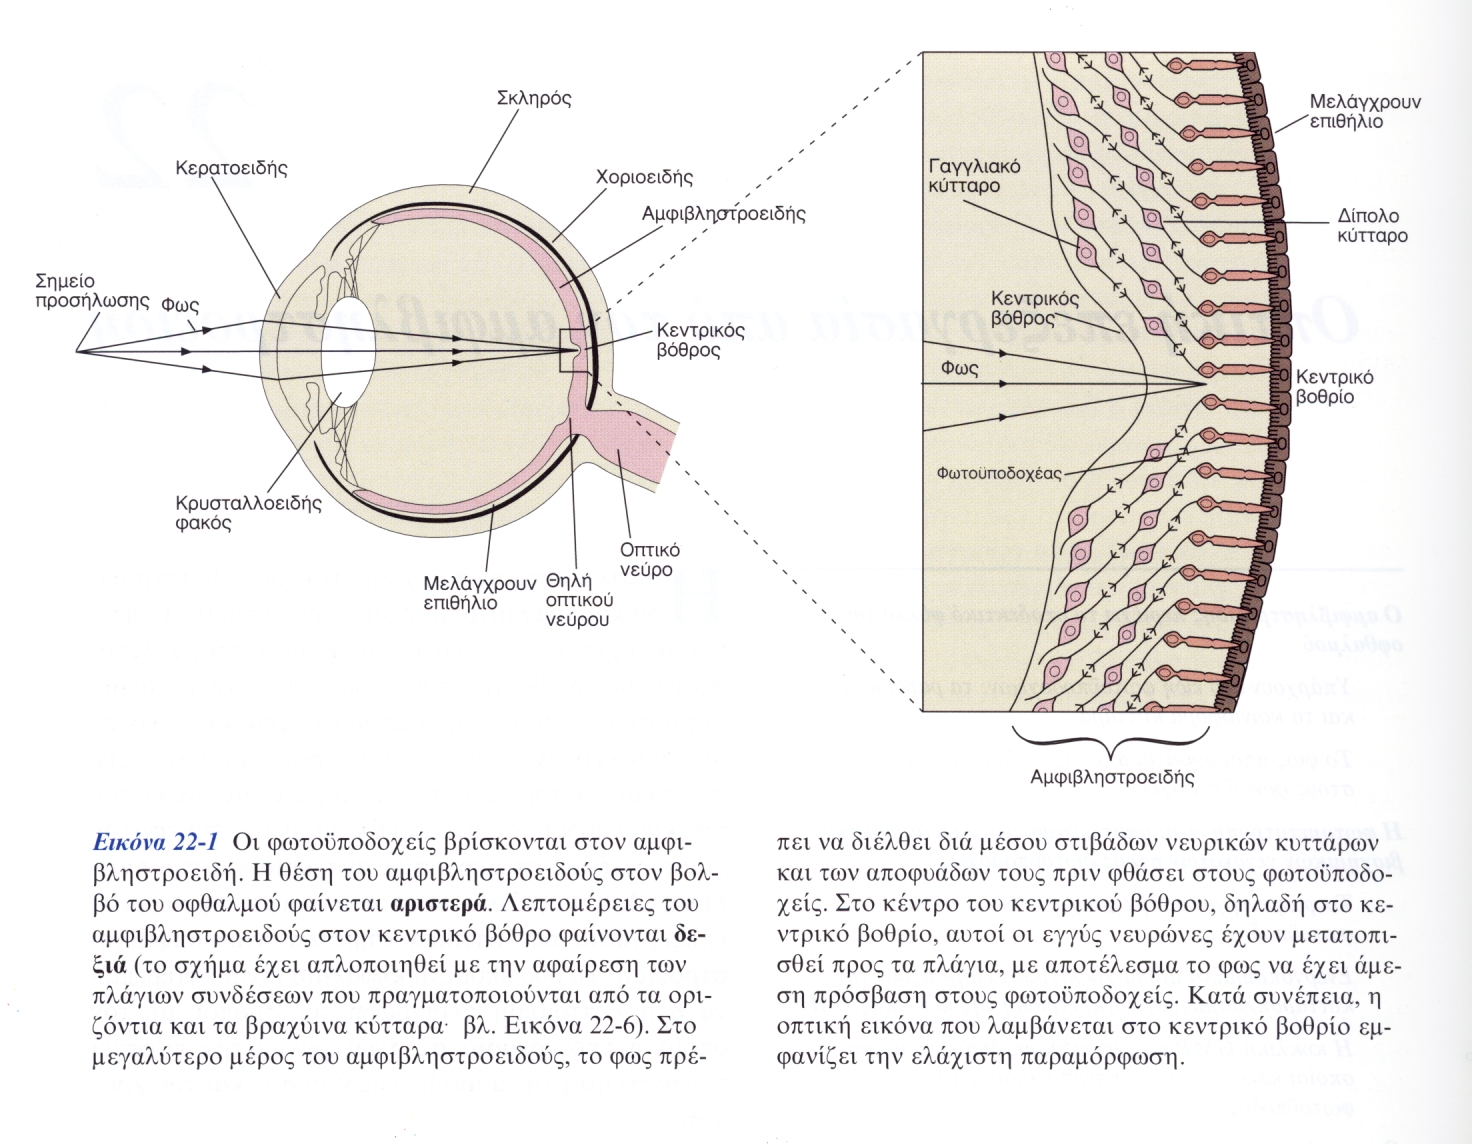 Σκληρός
Κερατοειδής
Χοριοειδής
Αμφιβληστροειδής
Σημείο
προσήλωσης
Φως
Κεντρικός
βόθρος
Κρυσταλλοειδής
φακός
Μελάγχρουν
επιθήλιο
Θηλή
οπτικού
νεύρου
Οπτικό
νεύρο
Μελάγχρουν
επιθήλιο
Γαγγλιακό
κύτταρο
Δίπολο
κύτταρο
Κεντρικός
βόθρος
Φως
Κεντρικό
βοθρίο
Φωτοϋποδοχέας
Αμφιβληστροειδής
Εικόνα 22-1 Οι φωτοϋποδοχείς βρίσκονται στον αμφι-
βληστροειδή. Η θέση του αμφιβληστροειδούς στον βολ-
βό του οφθαλμού φαίνεται αριστερά. Λεπτομέρειες του
αμφιβληστροειδούς στον κεντρικό βόθρο φαίνονται δε-
ξιά (το σχήμα έχει απλοποιηθεί με την αφαίρεση των
πλάγιων συνδέσεων που πραγματοποιούνται από τα ορι-
ζόντια και τα βραχύινα κύτταρα· βλ. Εικόνα 22-6). Στο
μεγαλύτερο μέρος του αμφιβληστροειδούς, το φως πρέ-
πει να διέλθει διά μέσου στιβάδων νευρικών κυττάρων
και των αποφυάδων τους πριν φθάσει στους φωτοϋποδο-
χείς. Στο κέντρο του κεντρικού βόθρου, δηλαδή στο κε-
ντρικό βοθρίο, αυτοί οι εγγύς νευρώνες έχουν μετατοπι-
σθεί προς τα πλάγια, με αποτέλεσμα το φως να έχει άμε-
ση πρόσβαση στους φωτοϋποδοχείς. Κατά συνέπεια, η
οπτική εικόνα που λαμβάνεται στο κεντρικό βοθρίο εμ-
φανίζει την ελάχιστη παραμόρφωση.